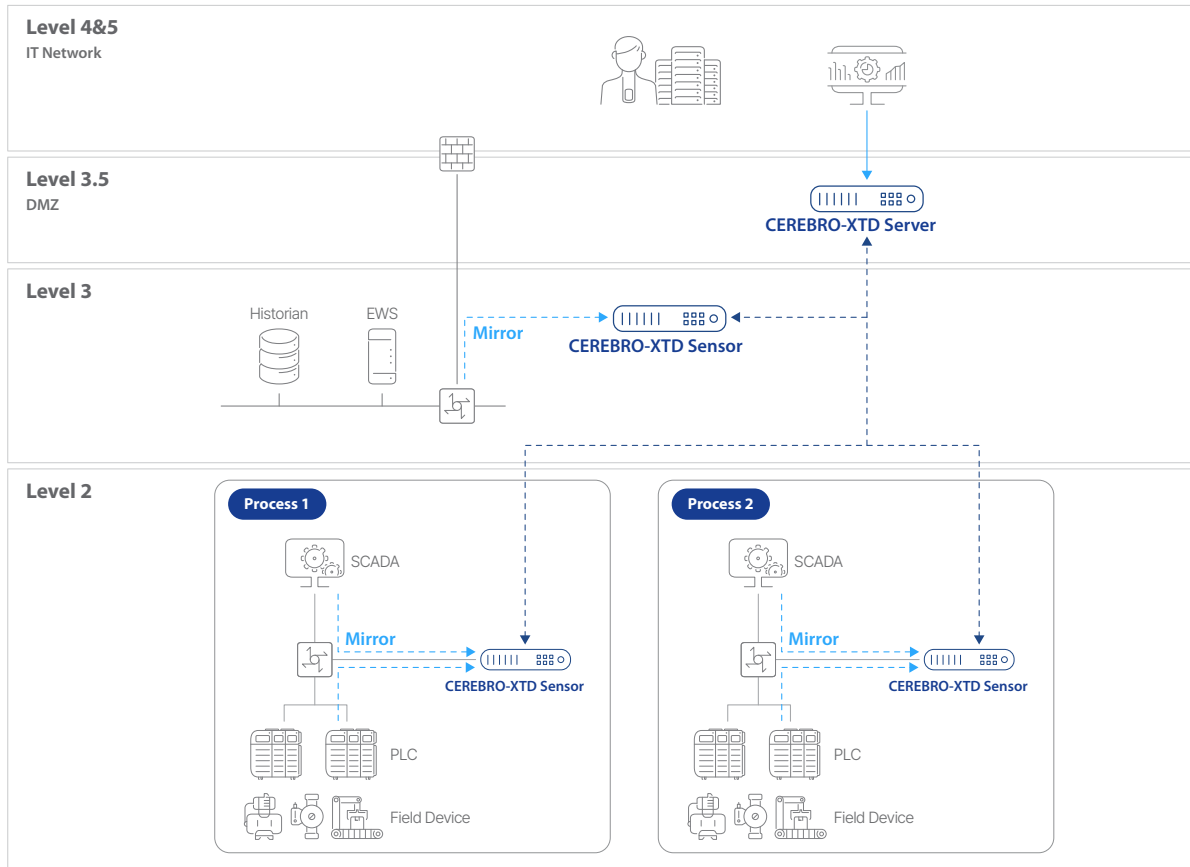 Level 4&5
IT Network
Level 3.5
DMZ
CEREBRO-XTD Server
Level 3
Historian
EWS
Mirror
CEREBRO-XTD Sensor
Level 2
Process 1
SCADA
Mirror
CEREBRO-XTD Sensor
PLC
Field Device
Process 2
SCADA
Mirror
CEREBRO-XTD Sensor
PLC
Field Device